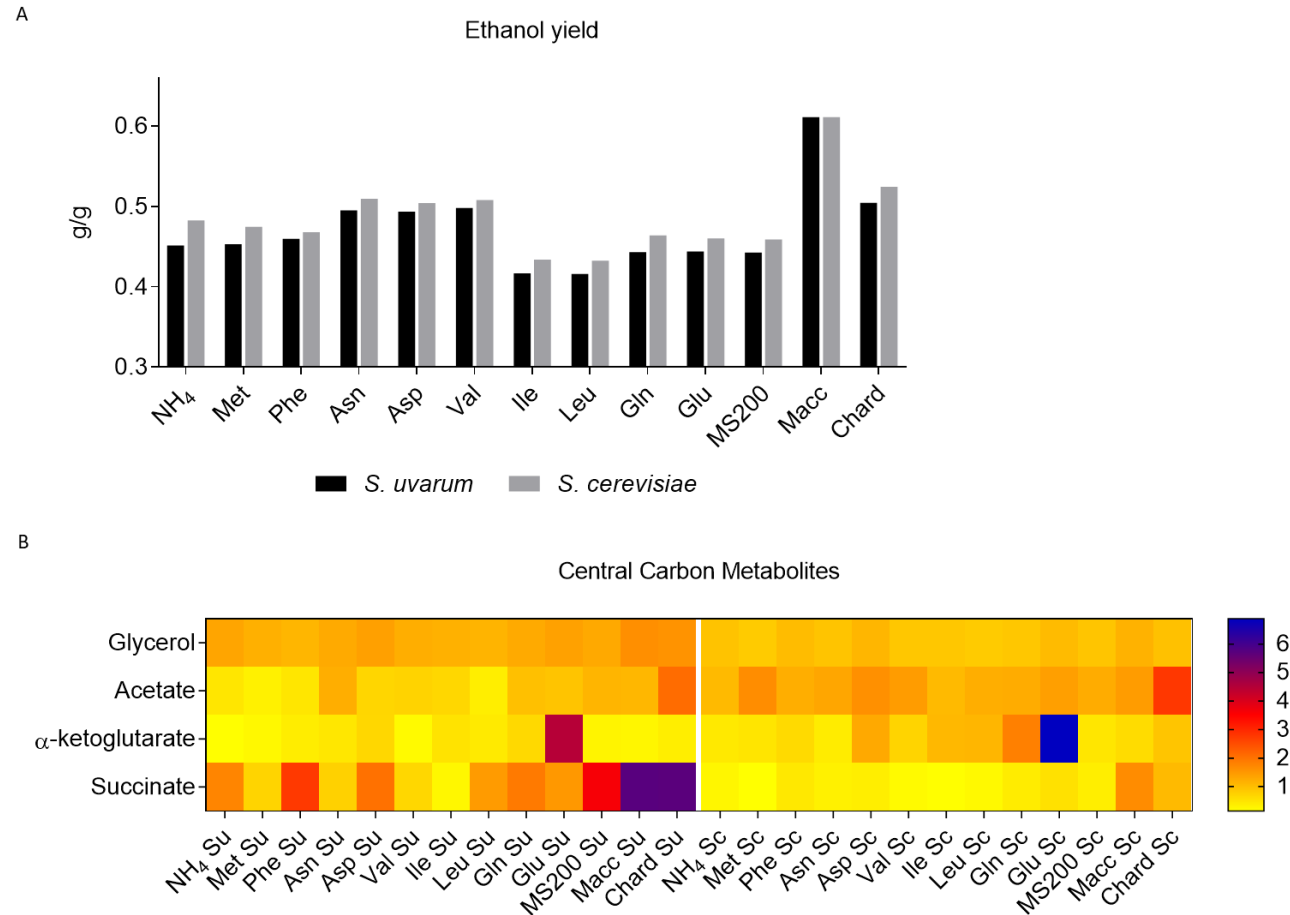 A
Ethanol yield
g/g
0.6
0.5
0.4
0.3
NH4 Met Phe Asn Asp Val Ile Leu Gln Glu MS200 Macc Chard
S. uvarum S. cerevisiae
B
Central Carbon Metabolites
Glycerol
Acetate
α-ketoglutarate
Succinate
6
5
4
3
2
1
NH4 Su Met Su Phe Su Asn Su Asp Su Val Su Ile Su Leu Su Gln Su Glu Su MS200 Su Macc Su Chard Su NH4 Sc Met Sc Phe Sc Asn Sc Asp Sc Val Sc Ile Sc Leu Sc Gln Sc Glu Sc MS200 Sc Macc Sc Chard Sc